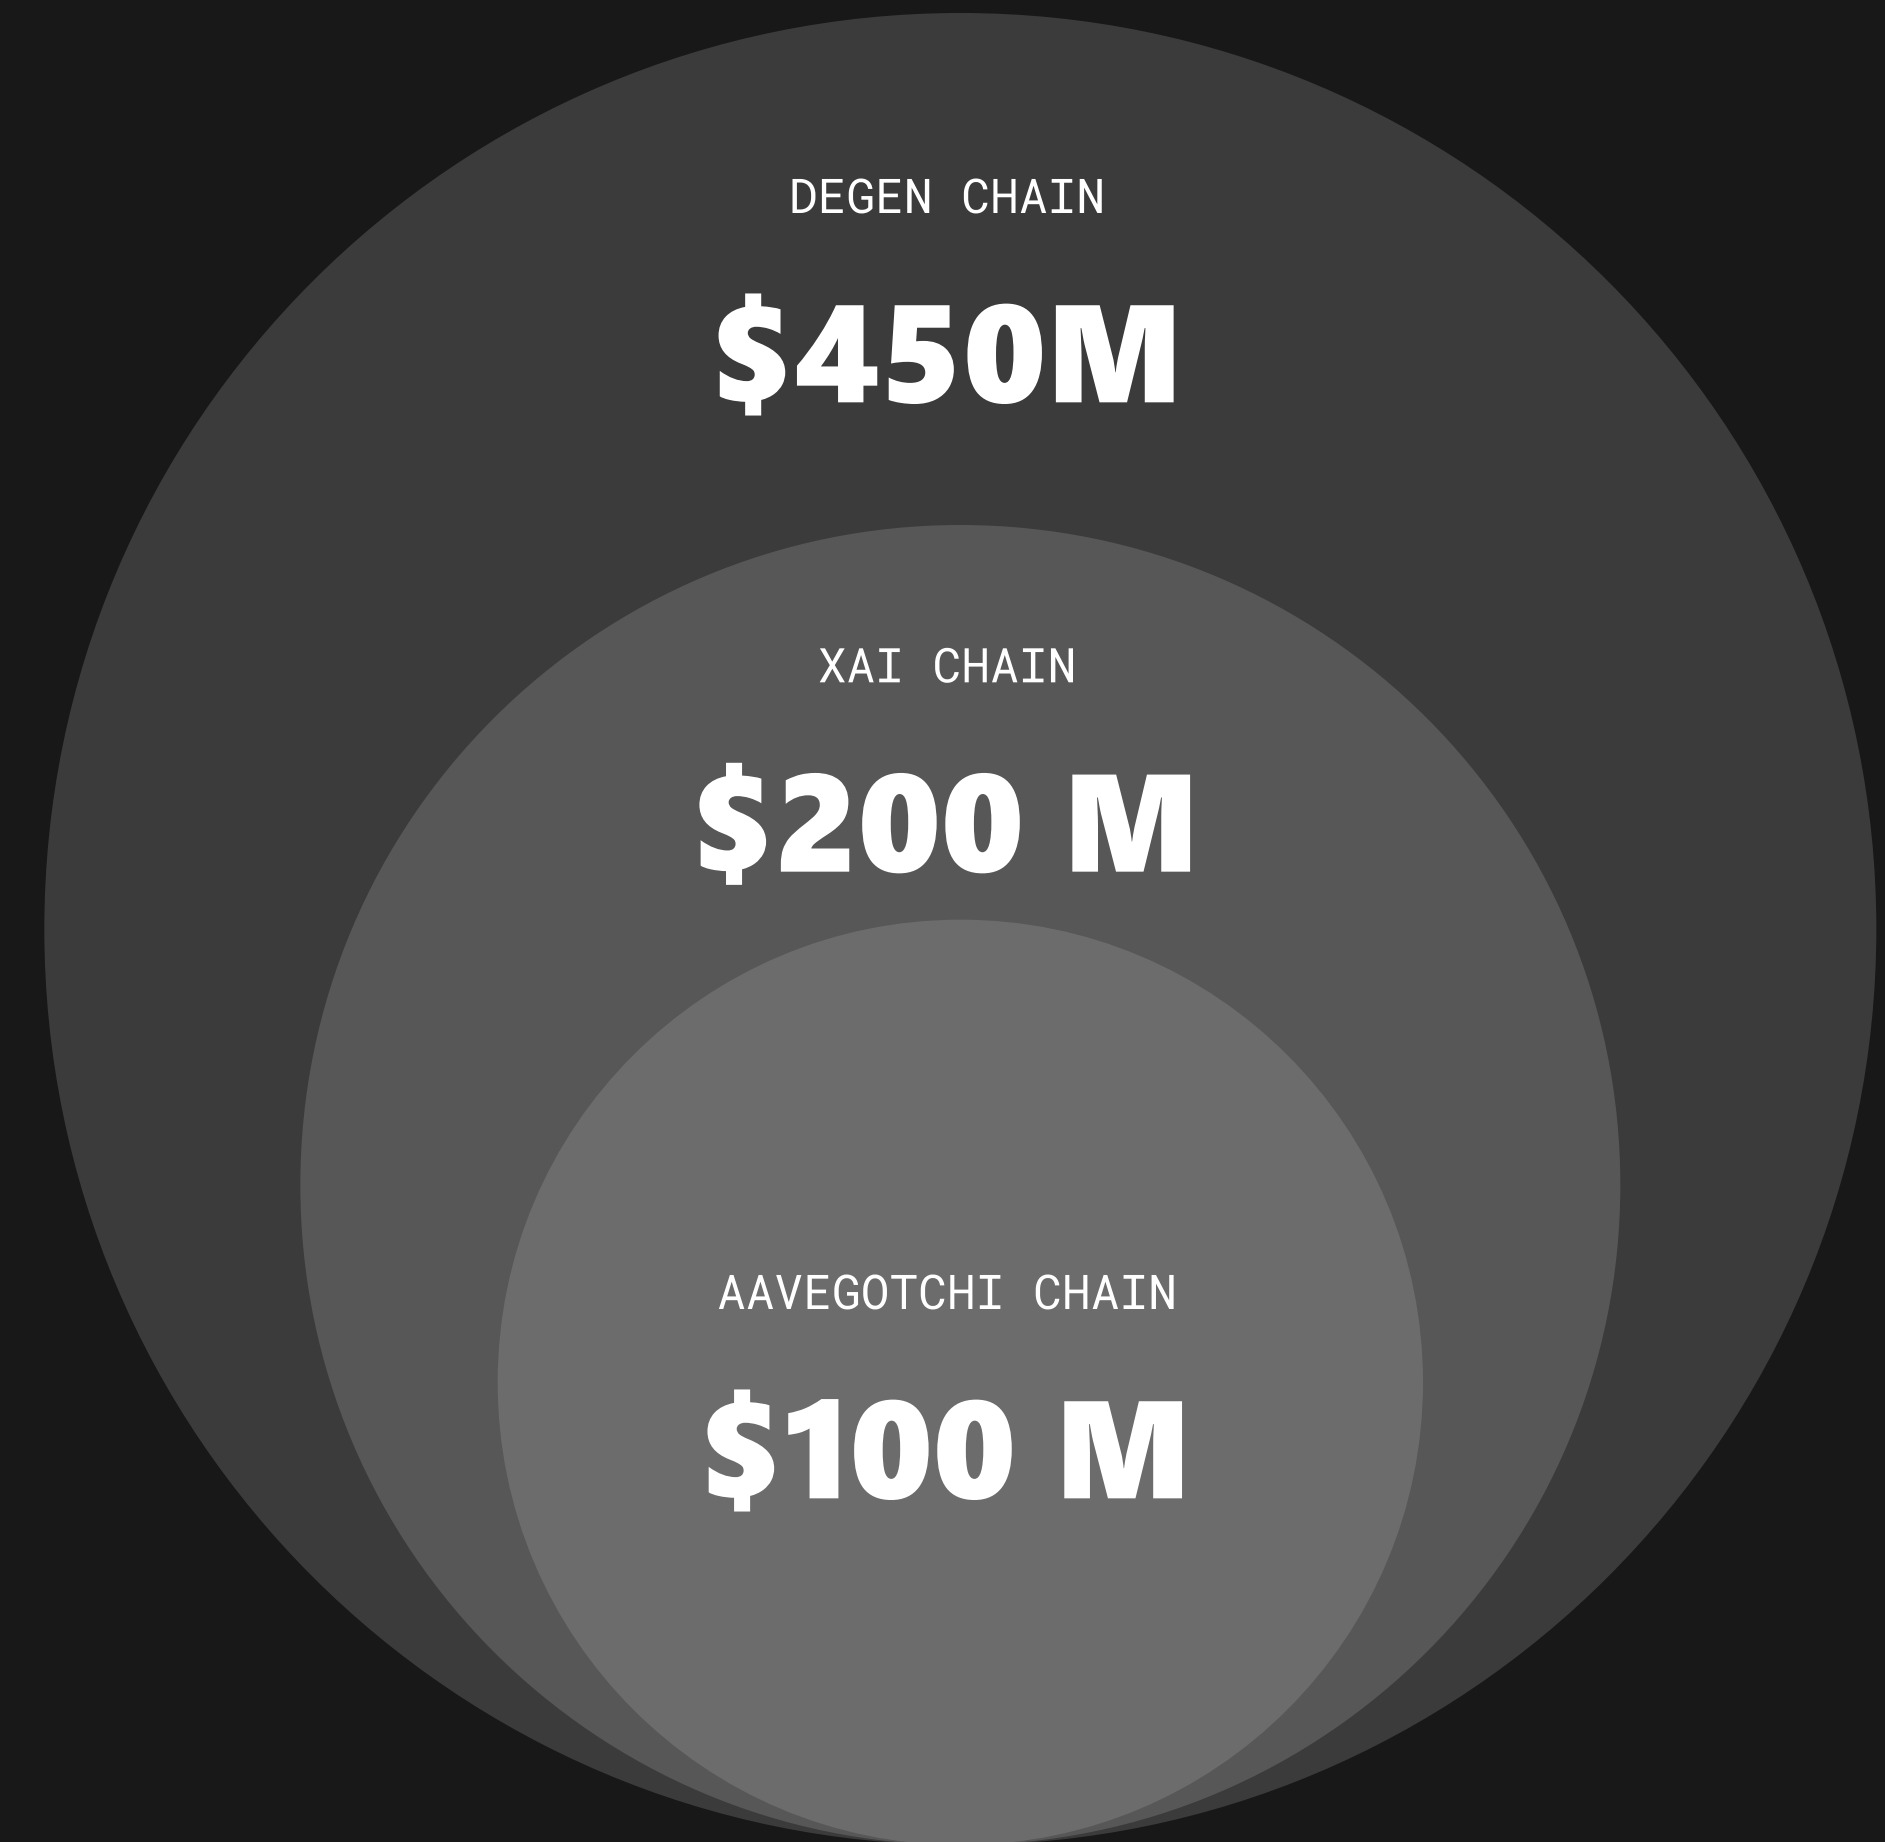 DEGEN CHAIN
$450M
XAI CHAIN
$200 M
AAVEGOTCHI CHAIN
$100 M